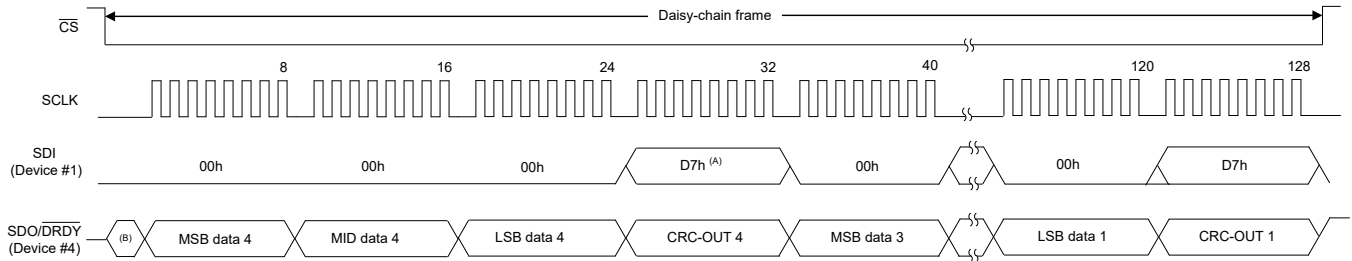 Daisy-chain frame
CS
8 16 24 32 40 120 128
SCLK
SDI
(Device #1)
00h 00h 00h D7h (A) 00h 00h D7h
SDO/DRDY
(Device #4)
(B) MSB data 4 MID data 4 LSB data 4 CRC-OUT 4 MSB data 3 LSB data 1 CRC-OUT 1